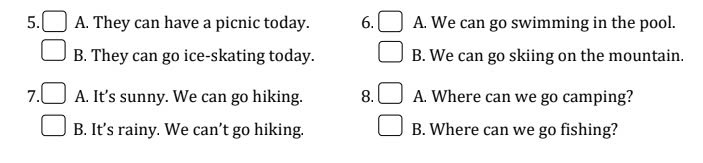 5. A. They can have a picnic today.
B. They can go ice-skating today.
6. A. We can go swimming in the pool.
B. We can go skiing on the mountain.
7. A. It's sunny. We can go hiking.
B. It's rainy. We can't go hiking.
8. A. Where can we go camping?
B. Where can we go fishing?